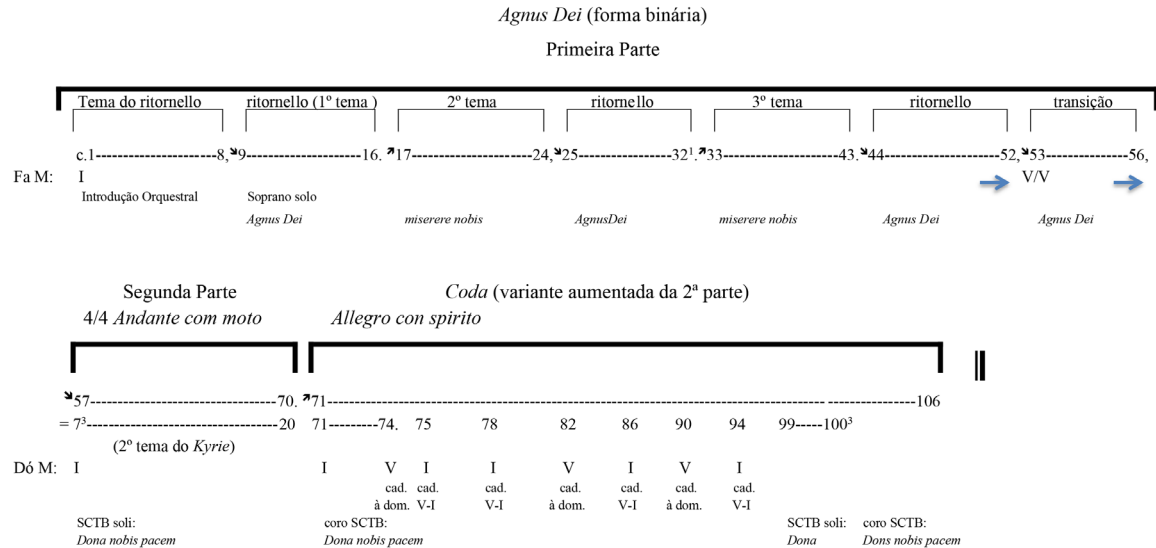 Agnus Dei (forma binária)
Primeira Parte
Tema do ritornello ritornello (1º tema ) 2º tema ritornello 3º tema ritornello transição
c.1------------------------8, ↘9---------------------16. ↗17------------------------24, ↘25-------------------32¹. ↗33----------------------43. ↘44------------------------52, ↘53----------------56,
Fa M: I V/V
Introdução Orquestral Soprano solo
Agnus Dei miserere nobis AgnusDei miserere nobis Agnus Dei Agnus Dei
Segunda Parte Coda (variante aumentada da 2ª parte)
4/4 Andante com moto Allegro con spirito
↘57-----------------------------------70. ↗71-------------------------------------------------------------------------------- -----------------106
= 7³-----------------------------------20 71---------74. 75 78 82 86 90 94 99-----100³
(2º tema do Kyrie)
Dó M: I I V I I V I V I
cad. cad. cad. cad. cad. cad. cad.
à dom. V-I V-I à dom. V-I à dom. V-I
SCTB soli: coro SCTB: SCTB soli: coro SCTB:
Dona nobis pacem Dona nobis pacem Dona Dons nobis pacem